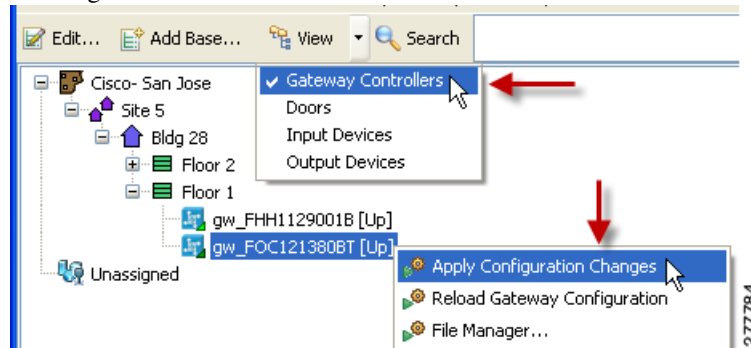 Edit... Add Base... View Search
Cisco- San Jose
Gateway Controllers
Site 5
Doors
Bldg 28
Input Devices
Floor 2
Output Devices
Floor 1
gw_FHH1129001B [Up]
gw_FOC121380BT [Up]
Apply Configuration Changes
Unassigned
Reload Gateway Configuration
File Manager...
277784